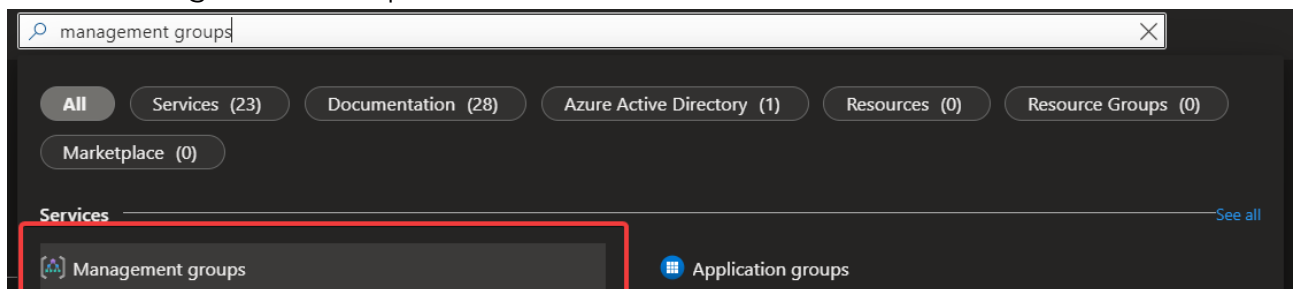 management groups
All Services (23) Documentation (28) Azure Active Directory (1) Resources (0) Resource Groups (0)
Marketplace (0)
Services See all
Management groups Application groups